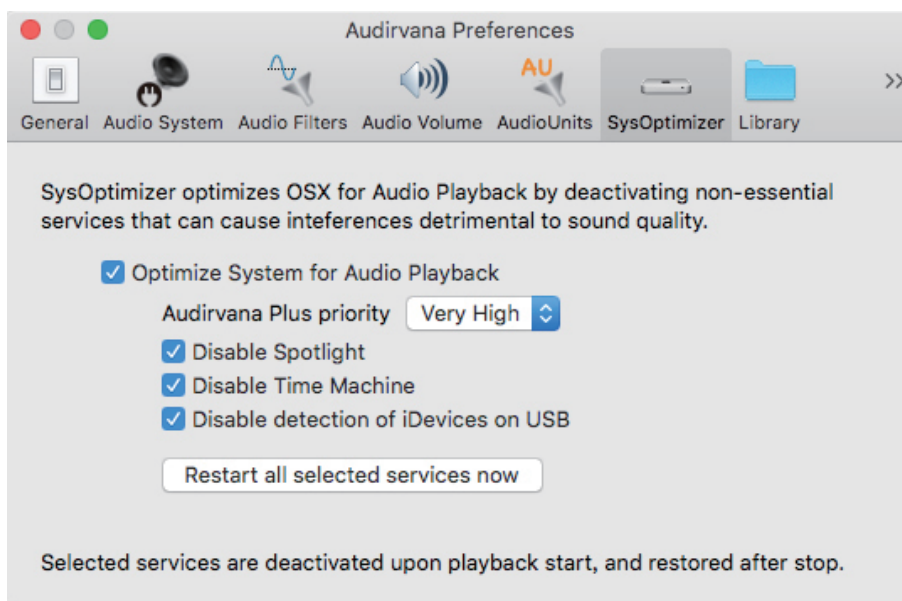 Audirvana Preferences
AU
General Audio System Audio Filters Audio Volume AudioUnits SysOptimizer Library
SysOptimizer optimizes OSX for Audio Playback by deactivating non-essential
services that can cause inteferences detrimental to sound quality.
Optimize System for Audio Playback
Audirvana Plus priority Very High
Disable Spotlight
Disable Time Machine
Disable detection of iDevices on USB
Restart all selected services now
Selected services are deactivated upon playback start, and restored after stop.